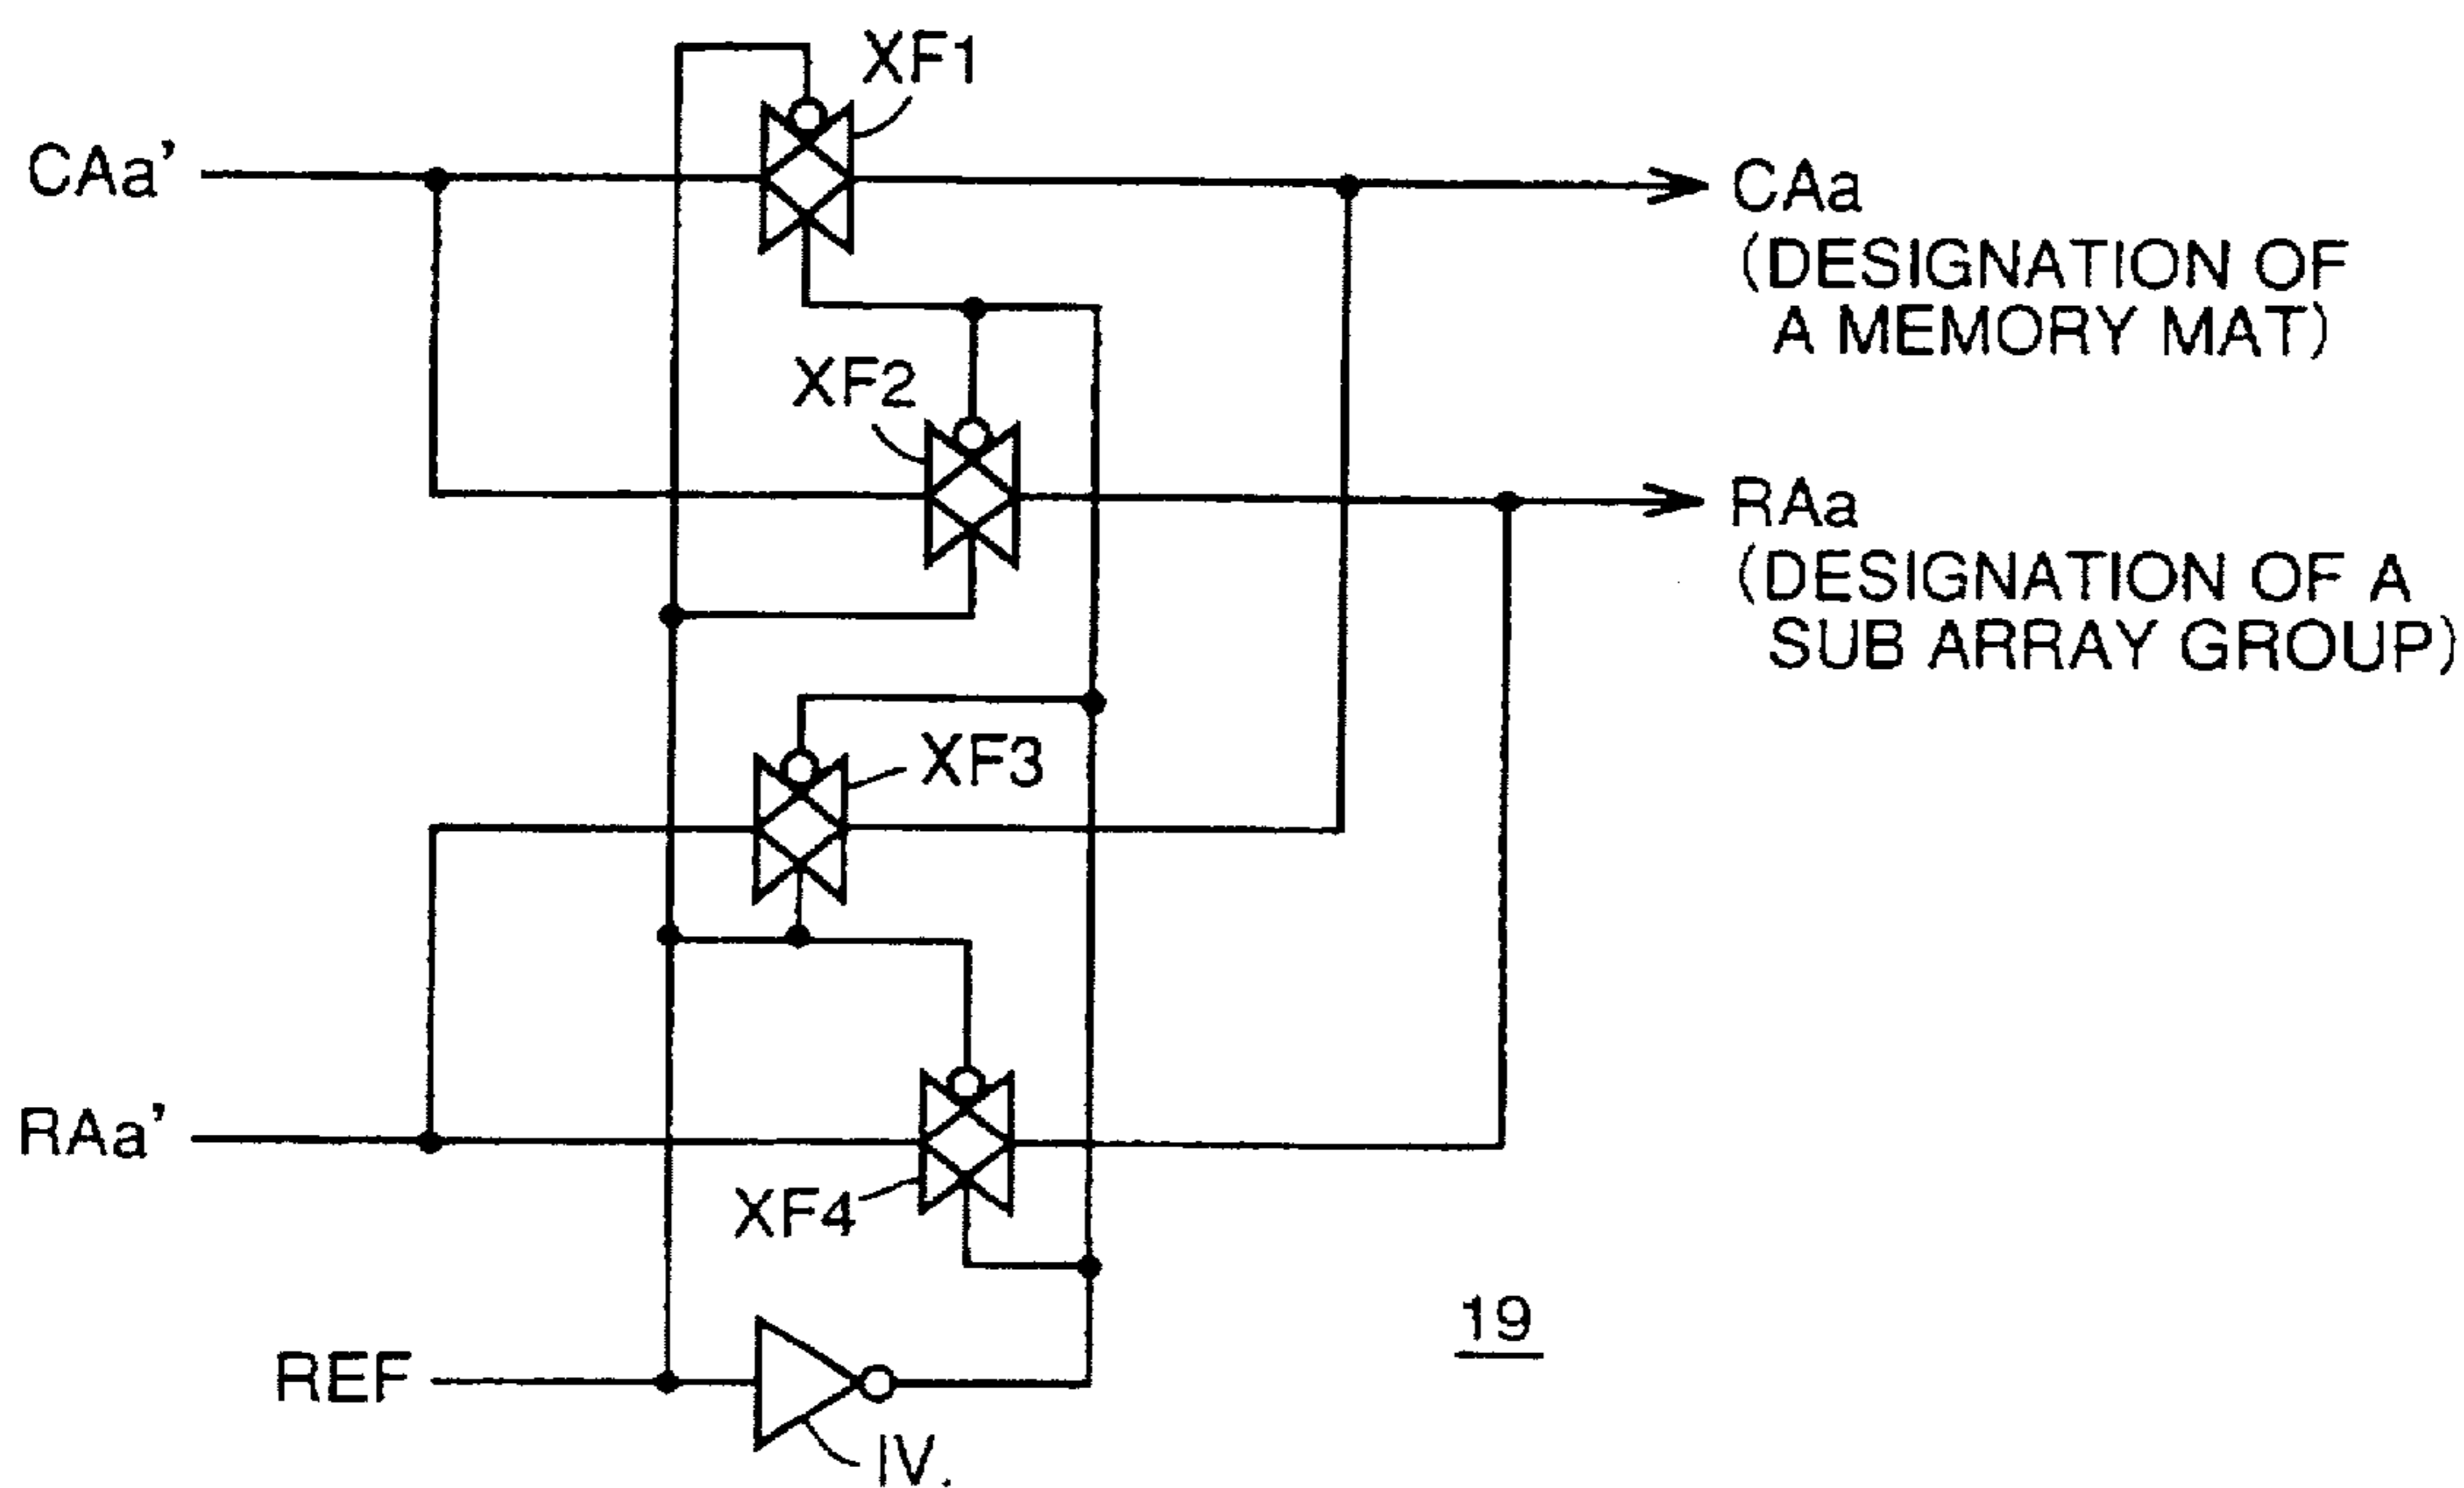 XF1
CAa’
CAa
(DESIGNATION OF
A MEMORY MAT)
XF2
RAa
(DESIGNATION OF A
SUB ARRAY GROUP)
XF3
RAa’
XF4
19
REF
IV.